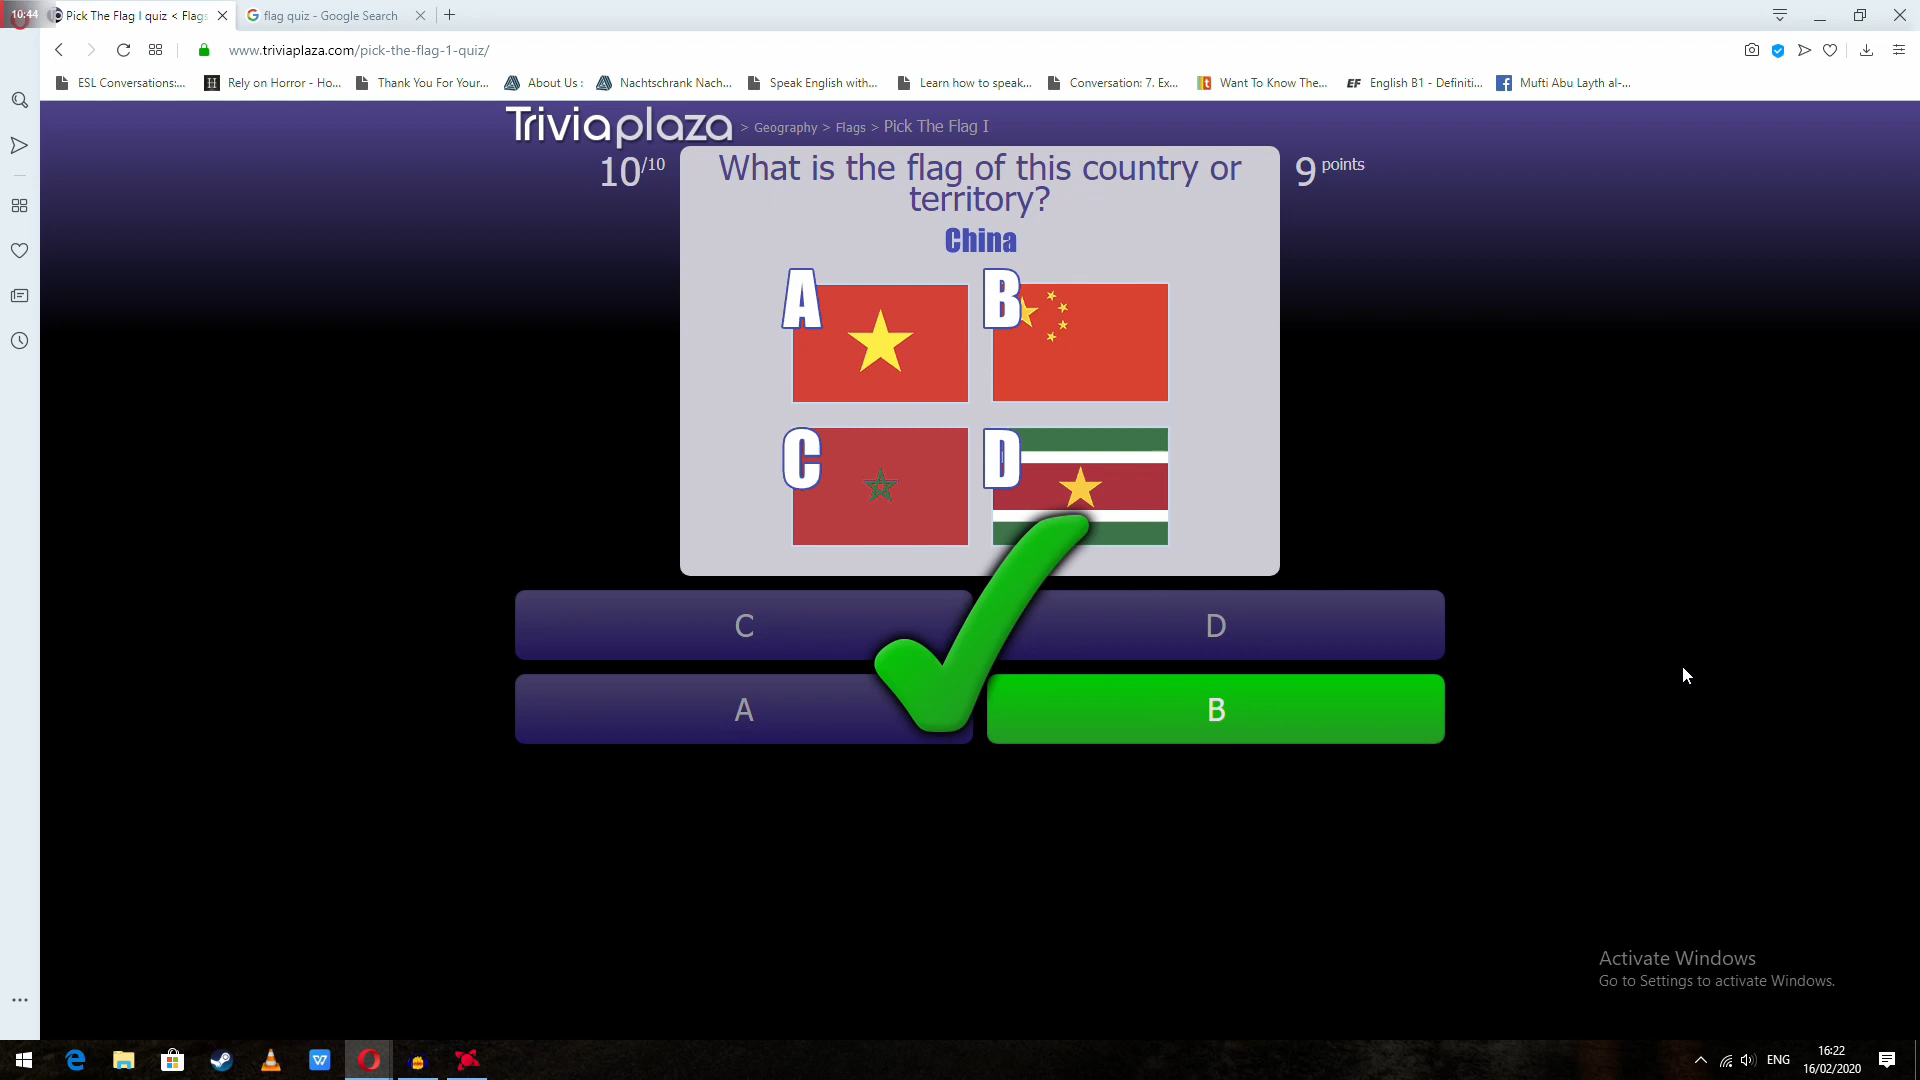 10:44
Pick The Flag I quiz < Flags
flag quiz - Google Search
www.triviaplaza.com/pick-the-flag-1-quiz/
ESL Conversations:...
H
Rely on Horror - Ho...
Thank You For Your...
About Us :
Nachtschrank Nach...
Speak English with...
Learn how to speak...
Conversation: 7. Ex...
t
Want To Know The...
EF
English B1 - Definiti...
Mufti Abu Layth al-...
Triviaplaza
> Geography > Flags > Pick The Flag I
10/10
What is the flag of this country or
territory?
9 points
China
A
B
C
D
C
D
A
B
Activate Windows
Go to Settings to activate Windows.
W
ENG
16:22
16/02/2020